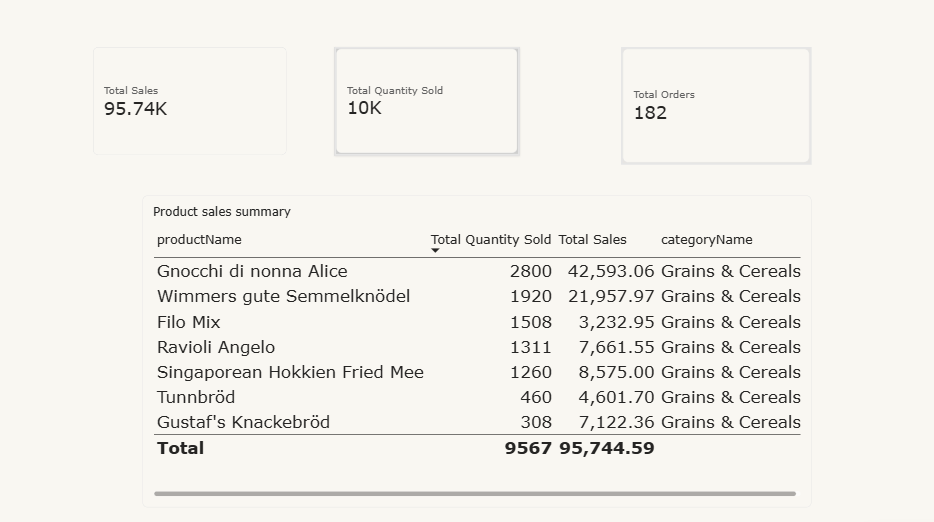 Total Sales
95.74K
Total Quantity Sold
10K
Total Orders
182
Product sales summary
productName Total Quantity Sold Total Sales categoryName
Gnocchi di nonna Alice 2800 42,593.06 Grains & Cereals
Wimmers gute Semmelknödel 1920 21,957.97 Grains & Cereals
Filo Mix 1508 3,232.95 Grains & Cereals
Ravioli Angelo 1311 7,661.55 Grains & Cereals
Singaporean Hokkien Fried Mee 1260 8,575.00 Grains & Cereals
Tunnbröd 460 4,601.70 Grains & Cereals
Gustaf's Knackebröd 308 7,122.36 Grains & Cereals
Total 9567 95,744.59